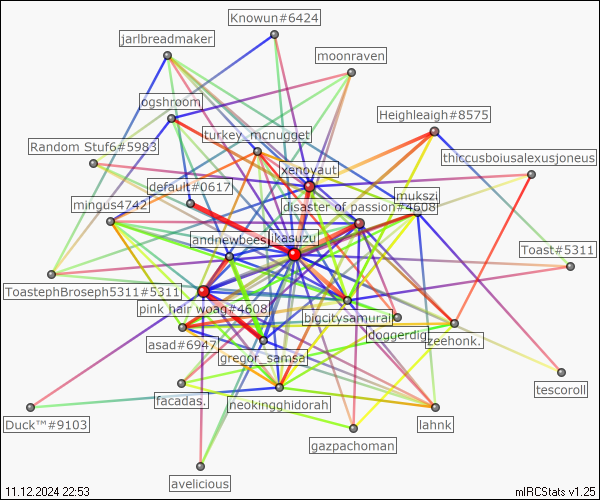 Knowun#6424
jarlbreadmaker
moonraven
ogshroom
Heighleaigh#8575
turkey_mcnugget
Random Stuf6#5983
thiccusboiusalexusjoneus
xenoyaut
default#0617
mukszi
mingus4742
disaster of passion#4608
andnewbees
ikasuzu
Toast#5311
ToastephBroseph5311#5311
pink hair woag#4608
bigcitysamurai
doggerdig
zeehonk.
asad#6947
gregor_samsa
tescoroll
facadas.
neokingghidorah
lahnk
Duck™#9103
gazpachoman
avelicious
11.12.2024 22:53
mIRCStats v1.25